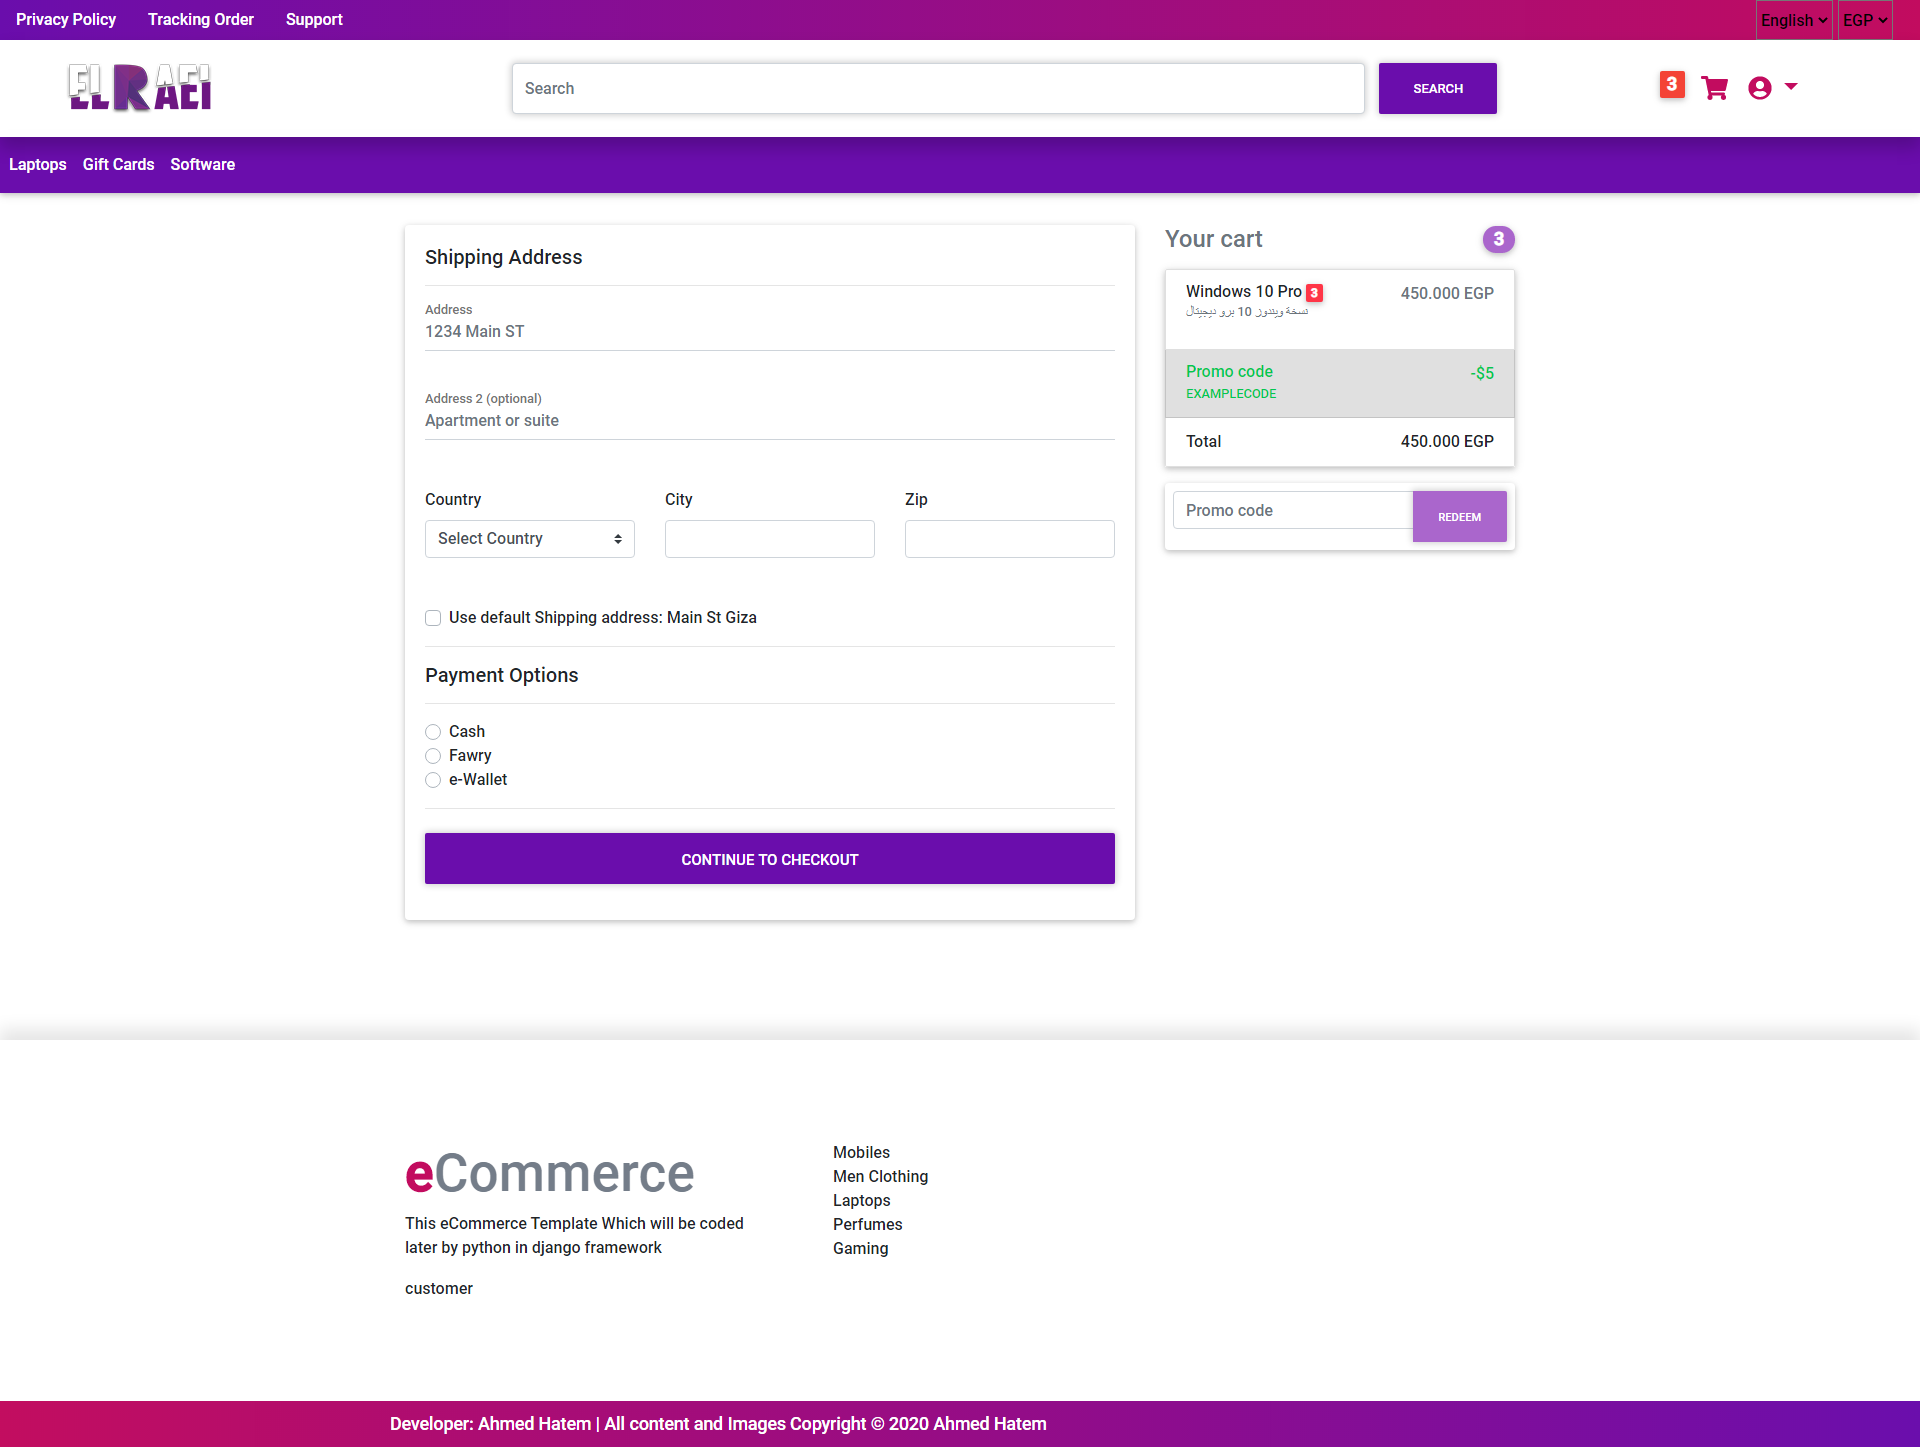 Privacy Policy Tracking Order Support English EGP
EL RAEI
Search SEARCH 3
Laptops Gift Cards Software
Shipping Address
Address
1234 Main ST
Address 2 (optional)
Apartment or suite
Country City Zip
Select Country
Use default Shipping address: Main St Giza
Payment Options
Cash
Fawry
e-Wallet
CONTINUE TO CHECKOUT
Your cart 3
Windows 10 Pro 3 450.000 EGP
نسخة ويندوز 10 برو ديجيتال
Promo code -$5
EXAMPLECODE
Total 450.000 EGP
Promo code REDEEM
eCommerce
This eCommerce Template Which will be coded
later by python in django framework
customer
Mobiles
Men Clothing
Laptops
Perfumes
Gaming
Developer: Ahmed Hatem | All content and Images Copyright © 2020 Ahmed Hatem